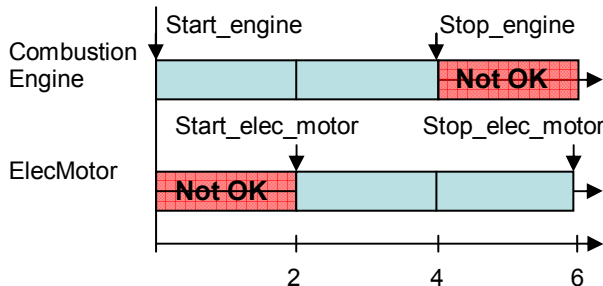 Start_engine
Stop_engine
Combustion
Engine
Not OK
Start_elec_motor
Stop_elec_motor
ElecMotor
Not OK
2
4
6